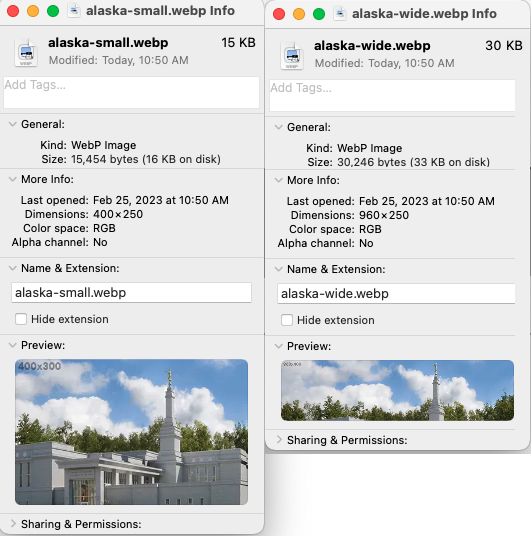 alaska-small.webp Info
alaska-small.webp 15 KB
Modified: Today, 10:50 AM
Add Tags...
General:
Kind: WebP Image
Size: 15,454 bytes (16 KB on disk)
More Info:
Last opened: Feb 25, 2023 at 10:50 AM
Dimensions: 400×250
Color space: RGB
Alpha channel: No
Name & Extension:
alaska-small.webp
Hide extension
Preview:
400x300
Sharing & Permissions:
alaska-wide.webp Info
alaska-wide.webp 30 KB
Modified: Today, 10:50 AM
Add Tags...
General:
Kind: WebP Image
Size: 30,246 bytes (33 KB on disk)
More Info:
Last opened: Feb 25, 2023 at 10:50 AM
Dimensions: 960×250
Color space: RGB
Alpha channel: No
Name & Extension:
alaska-wide.webp
Hide extension
Preview:
Sharing & Permissions: